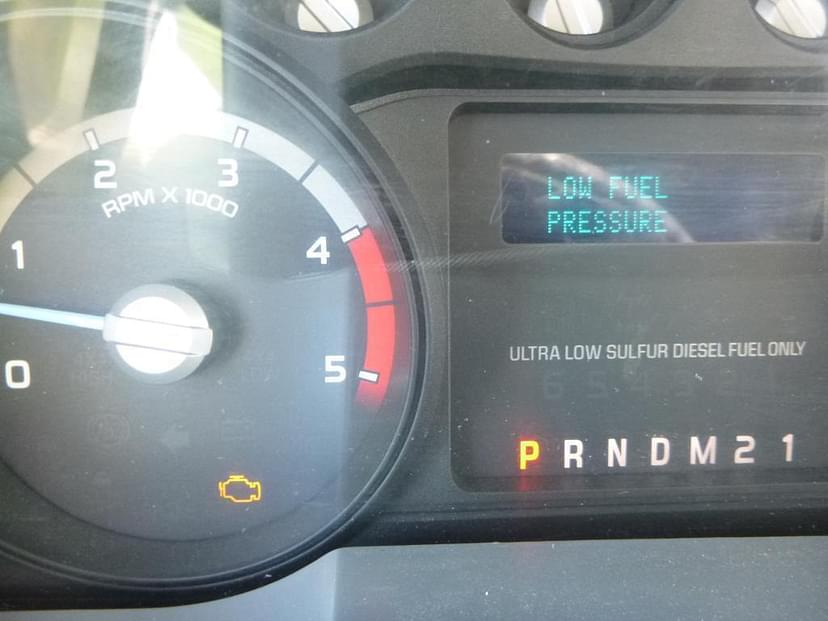 2 3
RPM X 1000
1 4
0 5
LOW FUEL
PRESSURE
ULTRA LOW SULFUR DIESEL FUEL ONLY
P R N D M 2 1